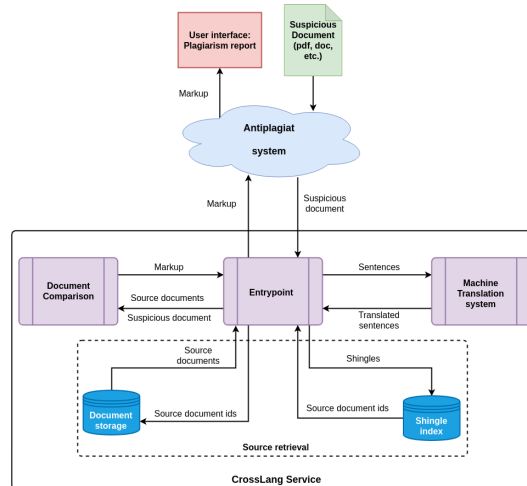 User interface:
Plagiarism report
Suspicious
Document
(pdf, doc,
etc.)
Markup
Antiplagiat
system
Markup
Suspicious
document
Document
Comparison
Markup
Source documents
Suspicious document
Entrypoint
Sentences
Translated
sentences
Machine
Translation
system
Source
documents
Shingles
Document
storage
Source document ids
Source document ids
Shingle
index
Source retrieval
CrossLang Service